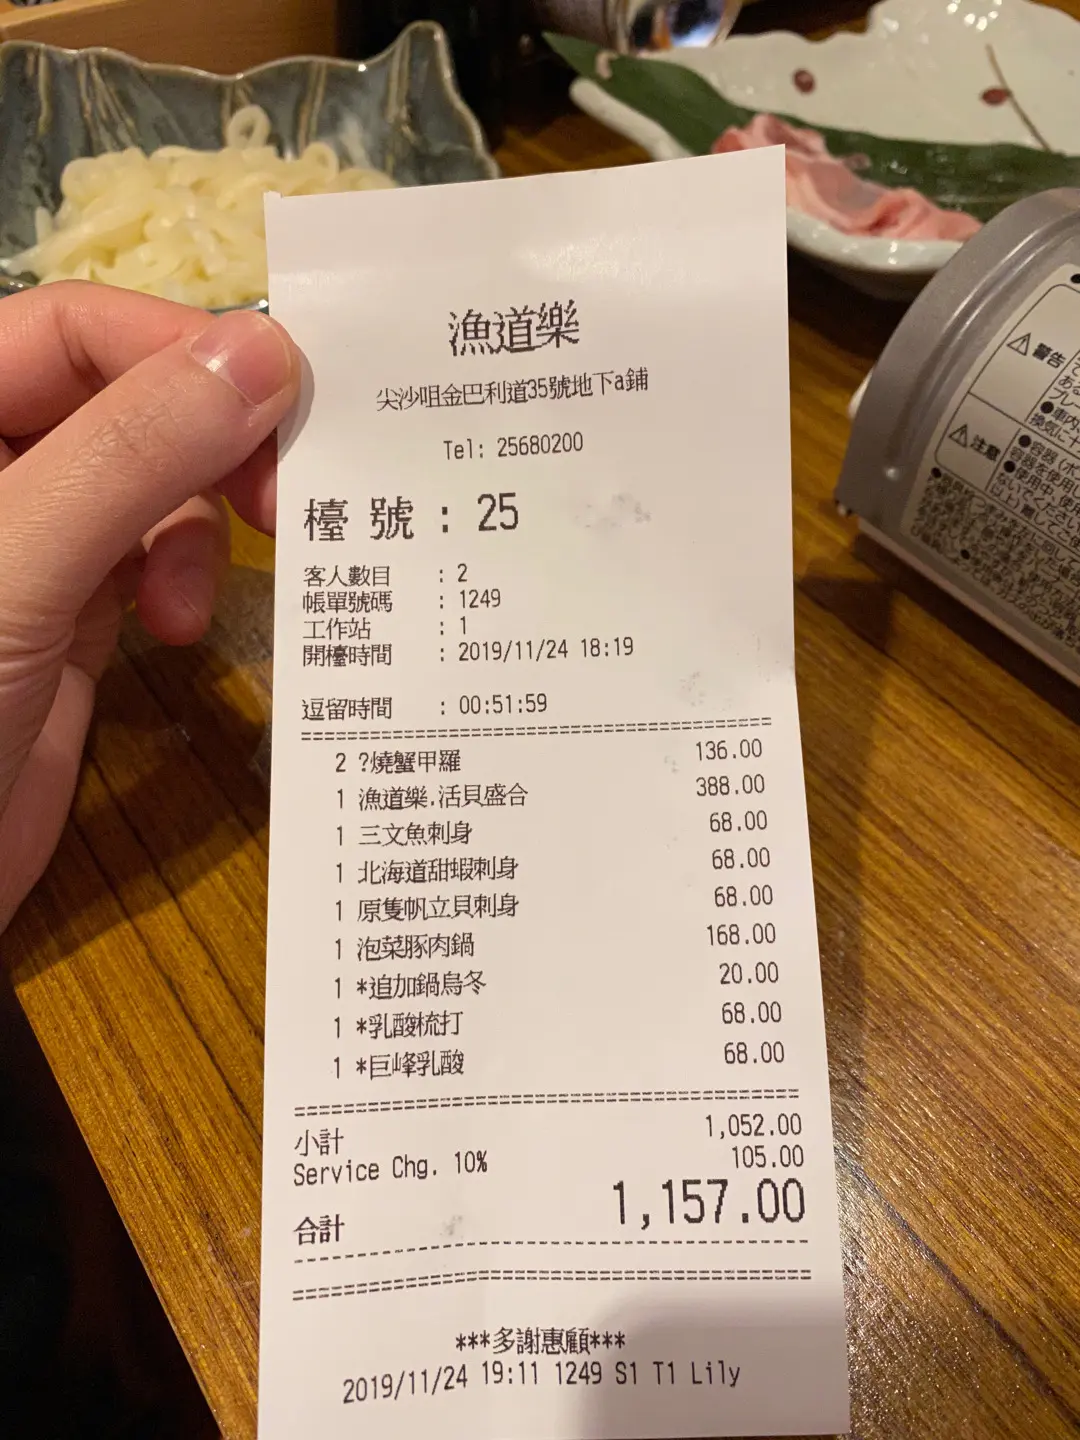 漁道樂
尖沙咀金巴利道35號地下a鋪
Tel: 25680200
檯 號 : 25
客人數目 : 2
帳單號碼 : 1249
工作站 : 1
開檯時間 : 2019/11/24 18:19
逗留時間 : 00:51:59
2 ?燒蟹甲羅 136.00
1 漁道樂.活貝盛合 388.00
1 三文魚刺身 68.00
1 北海道甜蝦刺身 68.00
1 原隻帆立貝刺身 68.00
1 泡菜豚肉鍋 168.00
1 *追加鍋烏冬 20.00
1 *乳酸梳打 68.00
1 *巨峰乳酸 68.00
小計 1,052.00
Service Chg. 10% 105.00
合計 1,157.00
***多謝惠顧***
2019/11/24 19:11 1249 S1 T1 Lily
警告
注意